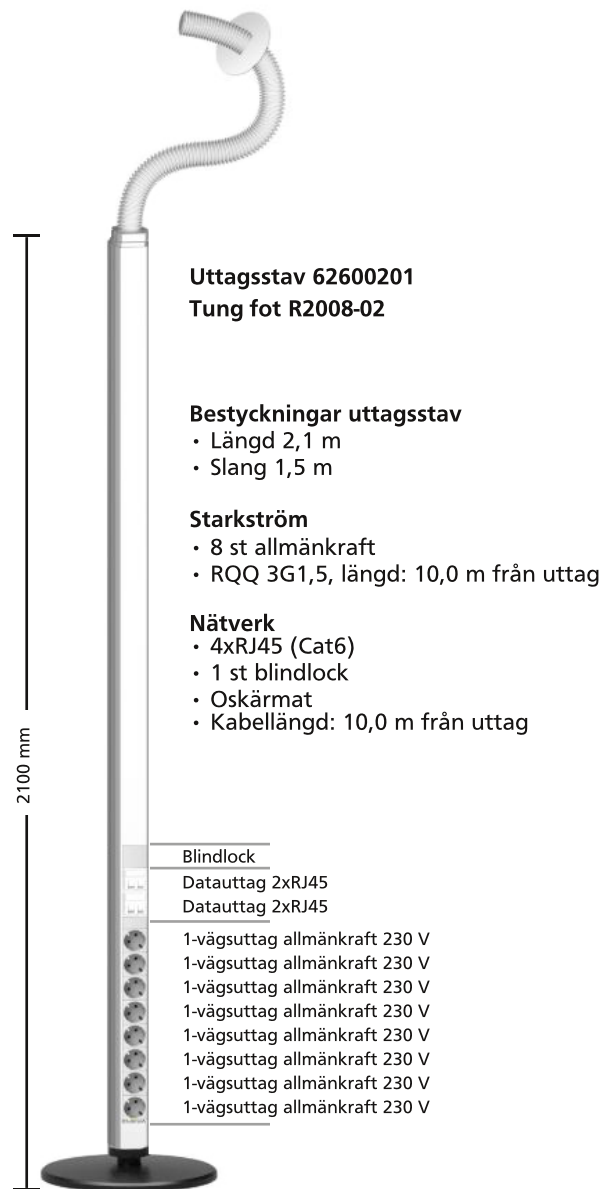 Uttagsstav 62600201
Tung fot R2008-02
Bestyckningar uttagsstav
• Längd 2,1 m
• Slang 1,5 m
Starkström
• 8 st allmänkraft
• RQQ 3G1,5, längd: 10,0 m från uttag
Nätverk
• 4xRJ45 (Cat6)
• 1 st blindlock
• Oskärmat
• Kabellängd: 10,0 m från uttag
2100 mm
Blindlock
Datauttag 2xRJ45
Datauttag 2xRJ45
1-vägsuttag allmänkraft 230 V
1-vägsuttag allmänkraft 230 V
1-vägsuttag allmänkraft 230 V
1-vägsuttag allmänkraft 230 V
1-vägsuttag allmänkraft 230 V
1-vägsuttag allmänkraft 230 V
1-vägsuttag allmänkraft 230 V
1-vägsuttag allmänkraft 230 V